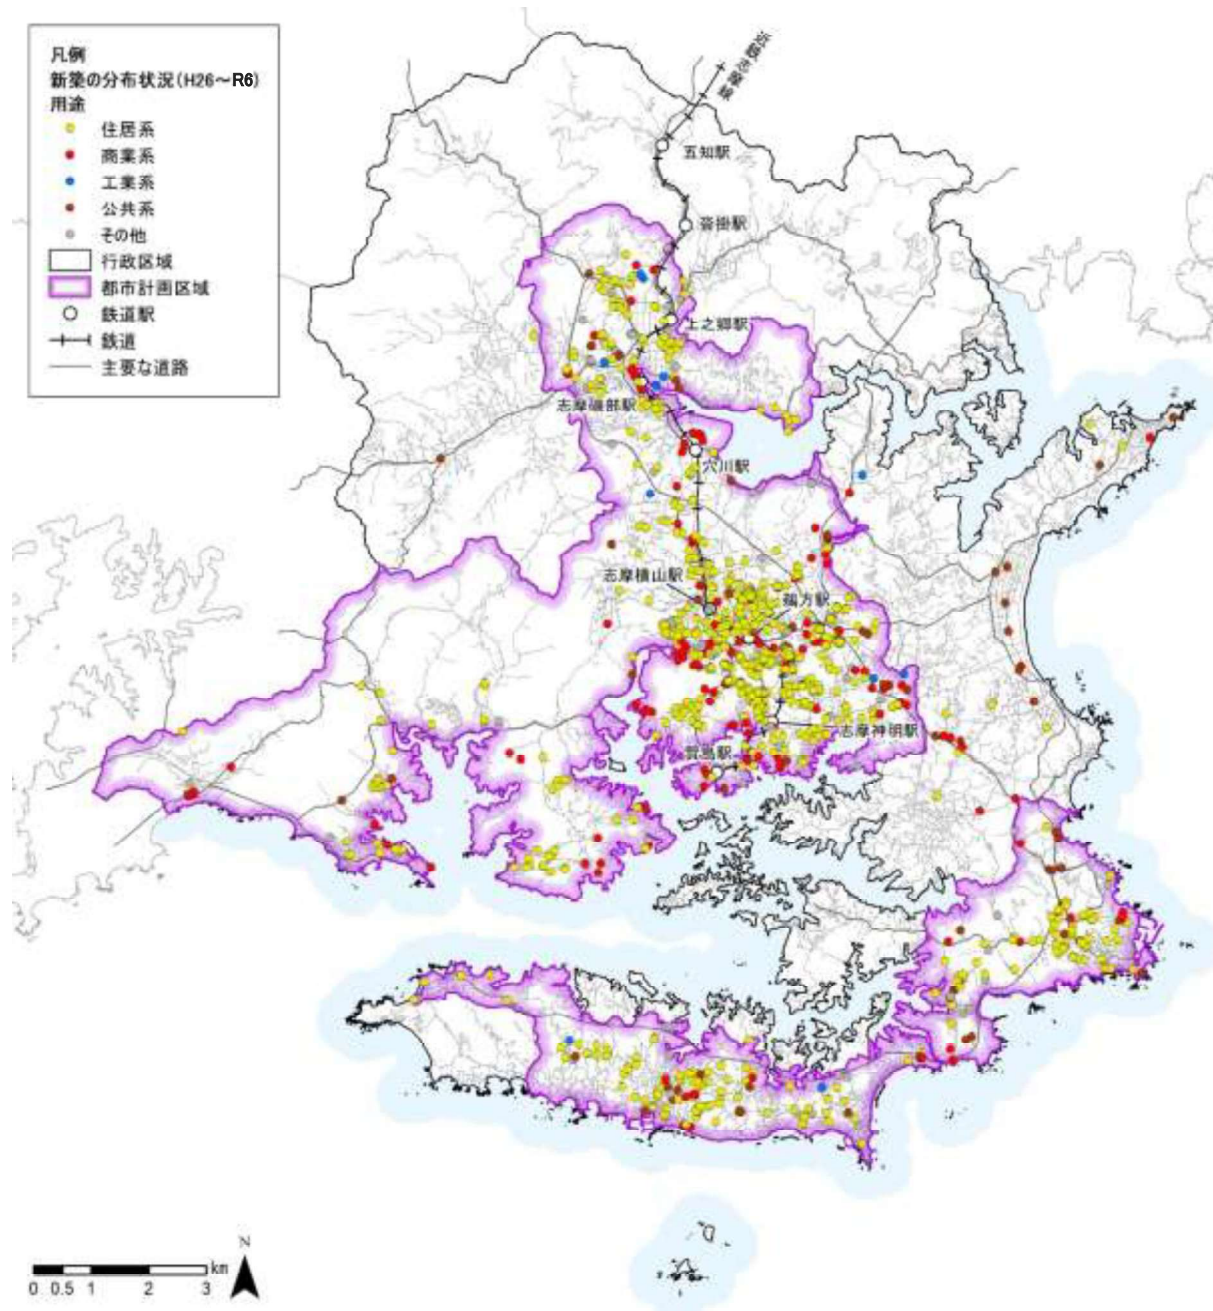 凡例
新築の分布状況(H26～R6)
用途
住居系
商業系
工業系
公共系
その他
行政区域
都市計画区域
鉄道駅
鉄道
主要な道路
近鉄志摩線
五知駅
沓掛駅
上之郷駅
志摩磯部駅
穴川駅
志摩横山駅
鵜方駅
志摩神明駅
賢島駅
N
km
0 0.5 1 2 3